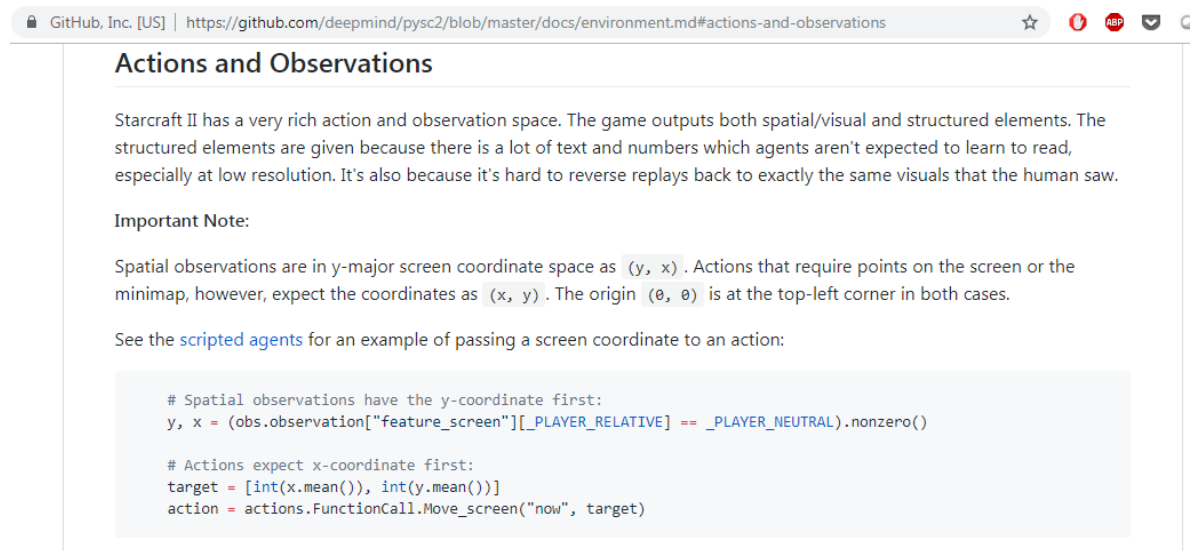 GitHub, Inc. [US] | https://github.com/deepmind/pysc2/blob/master/docs/environment.md#actions-and-observations
ABP
Actions and Observations
Starcraft II has a very rich action and observation space. The game outputs both spatial/visual and structured elements. The
structured elements are given because there is a lot of text and numbers which agents aren't expected to learn to read,
especially at low resolution. It's also because it's hard to reverse replays back to exactly the same visuals that the human saw.
Important Note:
Spatial observations are in y-major screen coordinate space as (y, x). Actions that require points on the screen or the
minimap, however, expect the coordinates as (x, y). The origin (0, 0) is at the top-left corner in both cases.
See the scripted agents for an example of passing a screen coordinate to an action:
# Spatial observations have the y-coordinate first:
y, x = (obs.observation["feature_screen"][_PLAYER_RELATIVE] == _PLAYER_NEUTRAL).nonzero()
# Actions expect x-coordinate first:
target = [int(x.mean()), int(y.mean())]
action = actions.FunctionCall.Move_screen("now", target)